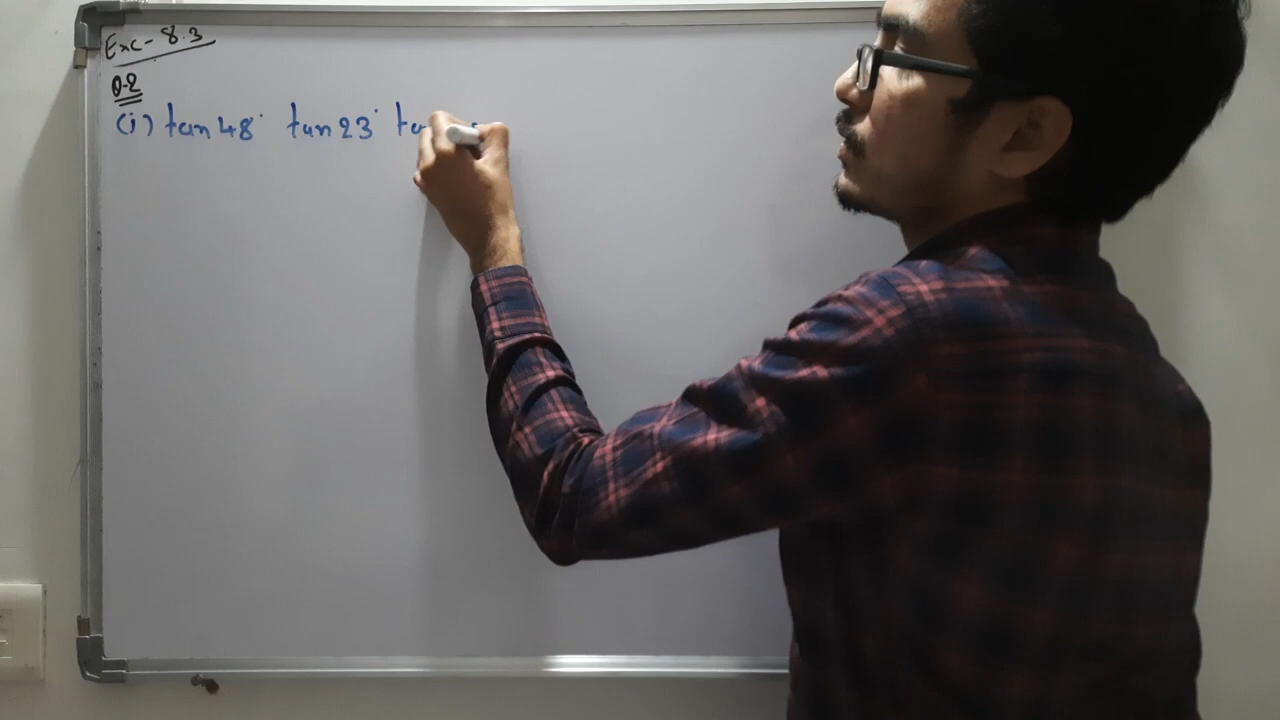 Exc- 8.3
Q-2
(i) tan 48° tan 23°